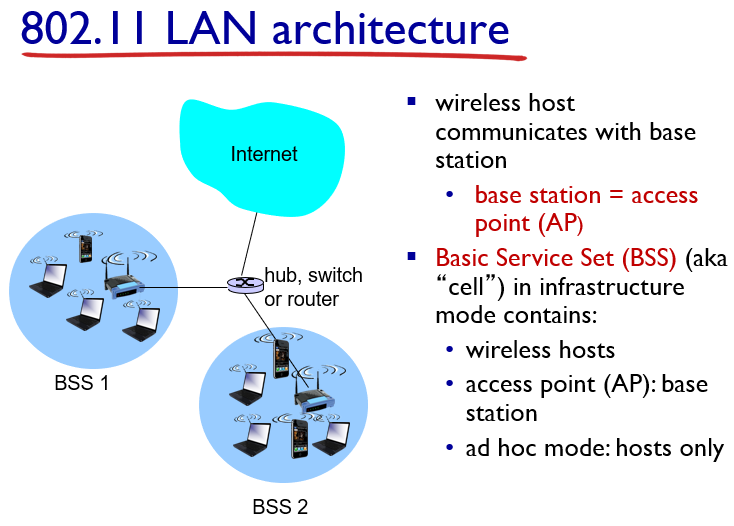 802.11 LAN architecture
Internet
hub, switch
or router
BSS 1
BSS 2
▪ wireless host
communicates with base
station
• base station = access
point (AP)
▪ Basic Service Set (BSS) (aka
“cell”) in infrastructure
mode contains:
• wireless hosts
• access point (AP): base
station
• ad hoc mode: hosts only